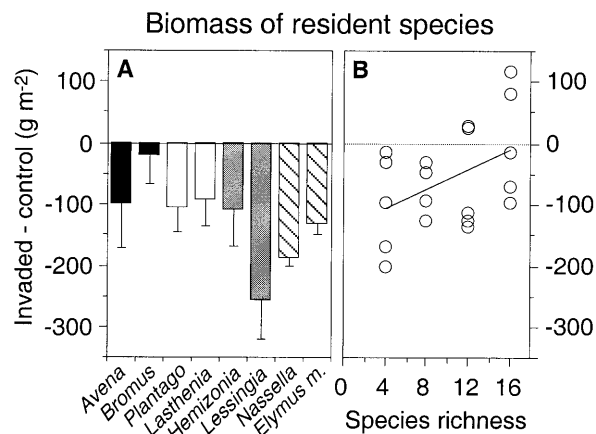 Biomass of resident species
Invaded - control (g m-2)
A
B
100
0
-100
-200
-300
100
0
-100
-200
-300
Avena
Bromus
Plantago
Lasthenia
Hemizonia
Lessingia
Nassella
Elymus m.
0 4 8 12 16
Species richness